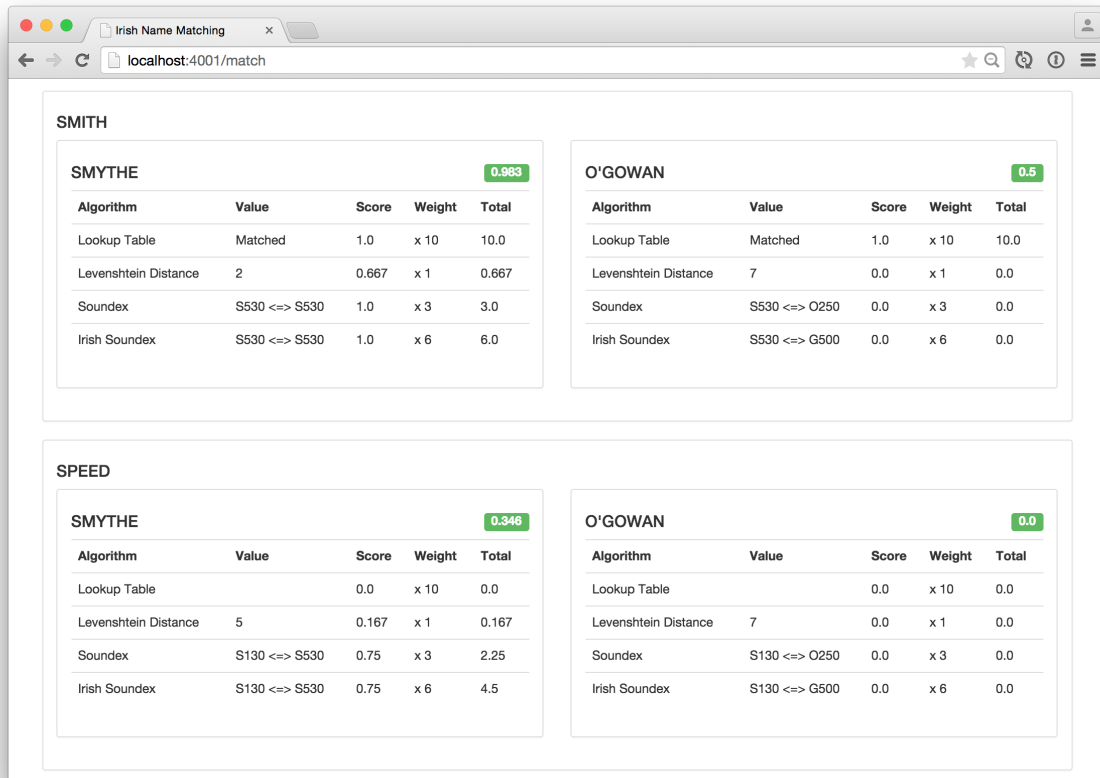 Irish Name Matching
localhost:4001/match
SMITH
SMYTHE 0.983
Algorithm Value Score Weight Total
Lookup Table Matched 1.0 x 10 10.0
Levenshtein Distance 2 0.667 x 1 0.667
Soundex S530 <=> S530 1.0 x 3 3.0
Irish Soundex S530 <=> S530 1.0 x 6 6.0
O'GOWAN 0.5
Algorithm Value Score Weight Total
Lookup Table Matched 1.0 x 10 10.0
Levenshtein Distance 7 0.0 x 1 0.0
Soundex S530 <=> O250 0.0 x 3 0.0
Irish Soundex S530 <=> G500 0.0 x 6 0.0
SPEED
SMYTHE 0.346
Algorithm Value Score Weight Total
Lookup Table 0.0 x 10 0.0
Levenshtein Distance 5 0.167 x 1 0.167
Soundex S130 <=> S530 0.75 x 3 2.25
Irish Soundex S130 <=> S530 0.75 x 6 4.5
O'GOWAN 0.0
Algorithm Value Score Weight Total
Lookup Table 0.0 x 10 0.0
Levenshtein Distance 7 0.0 x 1 0.0
Soundex S130 <=> O250 0.0 x 3 0.0
Irish Soundex S130 <=> G500 0.0 x 6 0.0